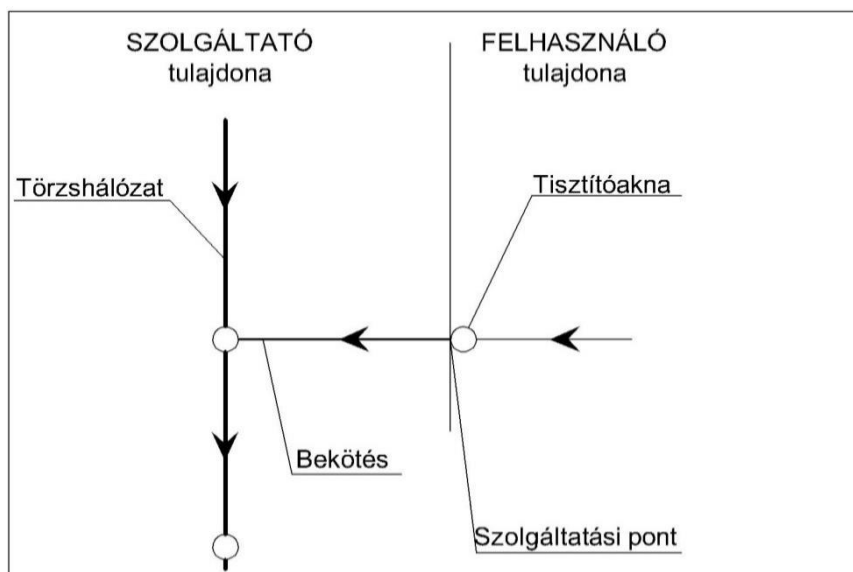 SZOLGÁLTATÓ
tulajdona
FELHASZNÁLÓ
tulajdona
Törzshálózat
Tisztítóakna
Bekötés
Szolgáltatási pont